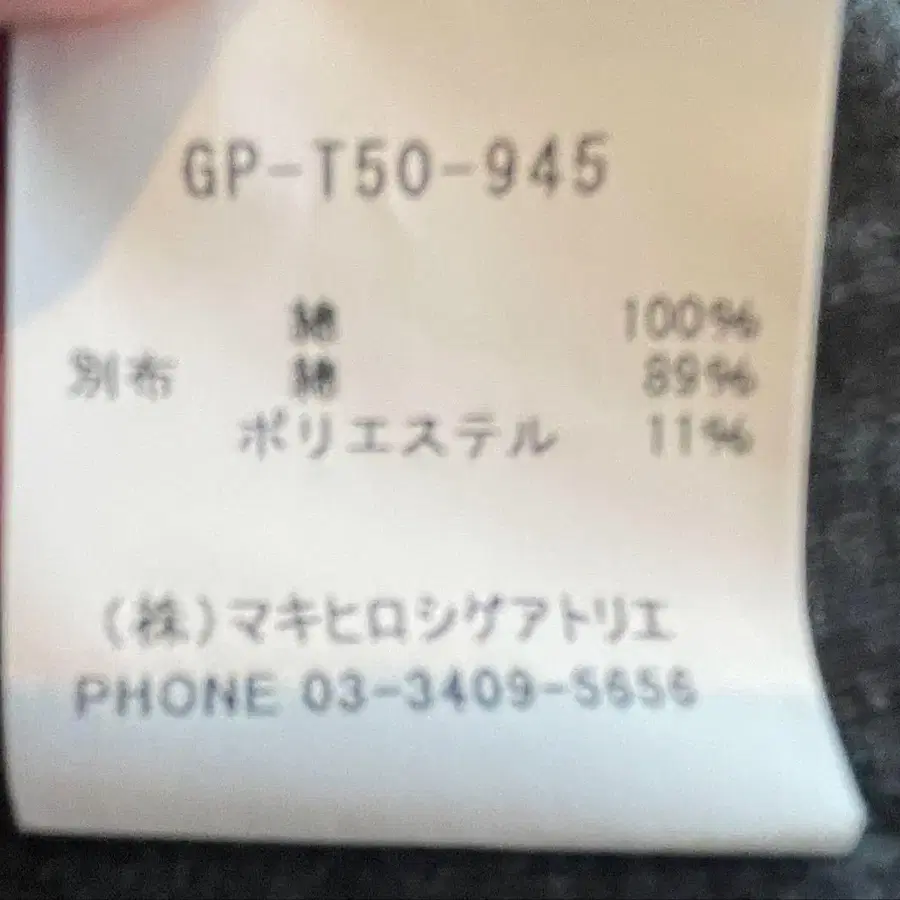 GP-T50-945
綿 100%
別布 綿 89%
ポリエステル 11%
(株)マキヒロシゲアトリエ
PHONE 03-3409-5656